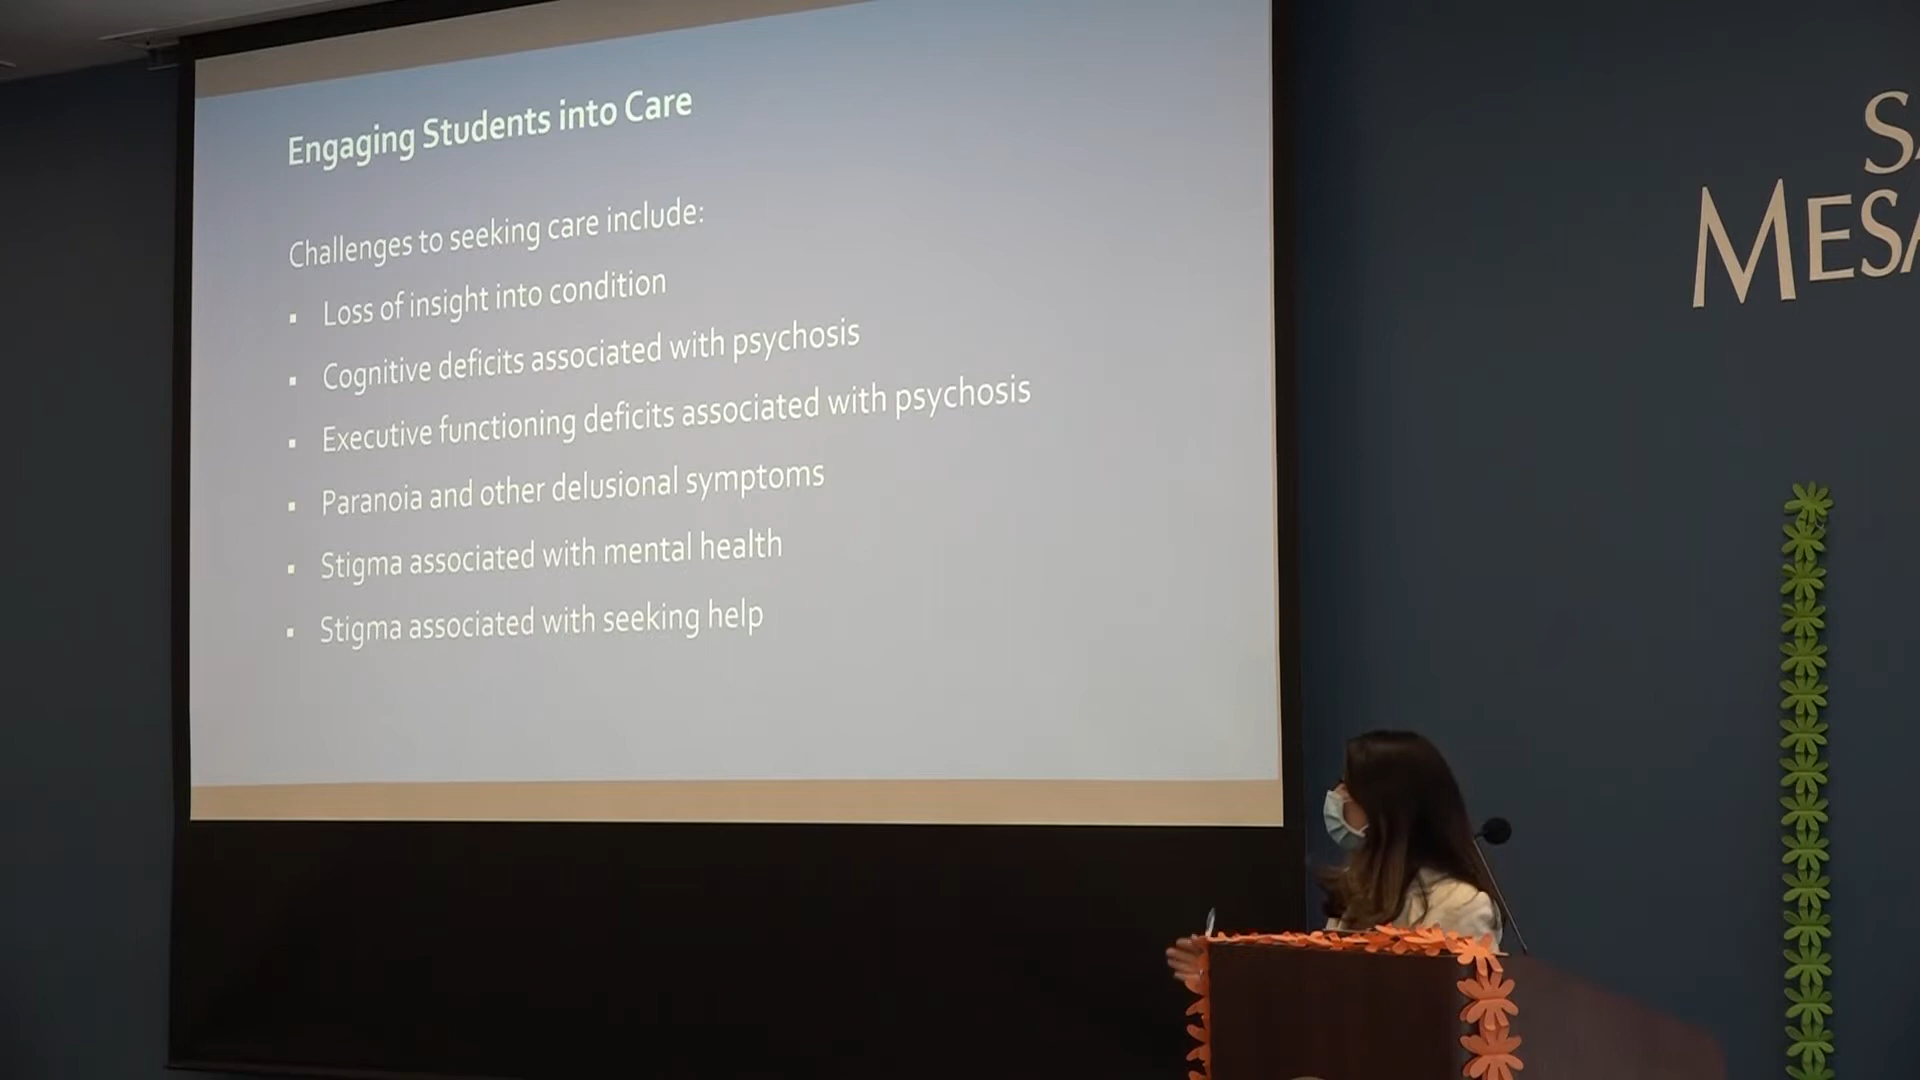 Engaging Students into Care
Challenges to seeking care include:
▪ Loss of insight into condition
▪ Cognitive deficits associated with psychosis
▪ Executive functioning deficits associated with psychosis
▪ Paranoia and other delusional symptoms
▪ Stigma associated with mental health
▪ Stigma associated with seeking help
SA
MESA